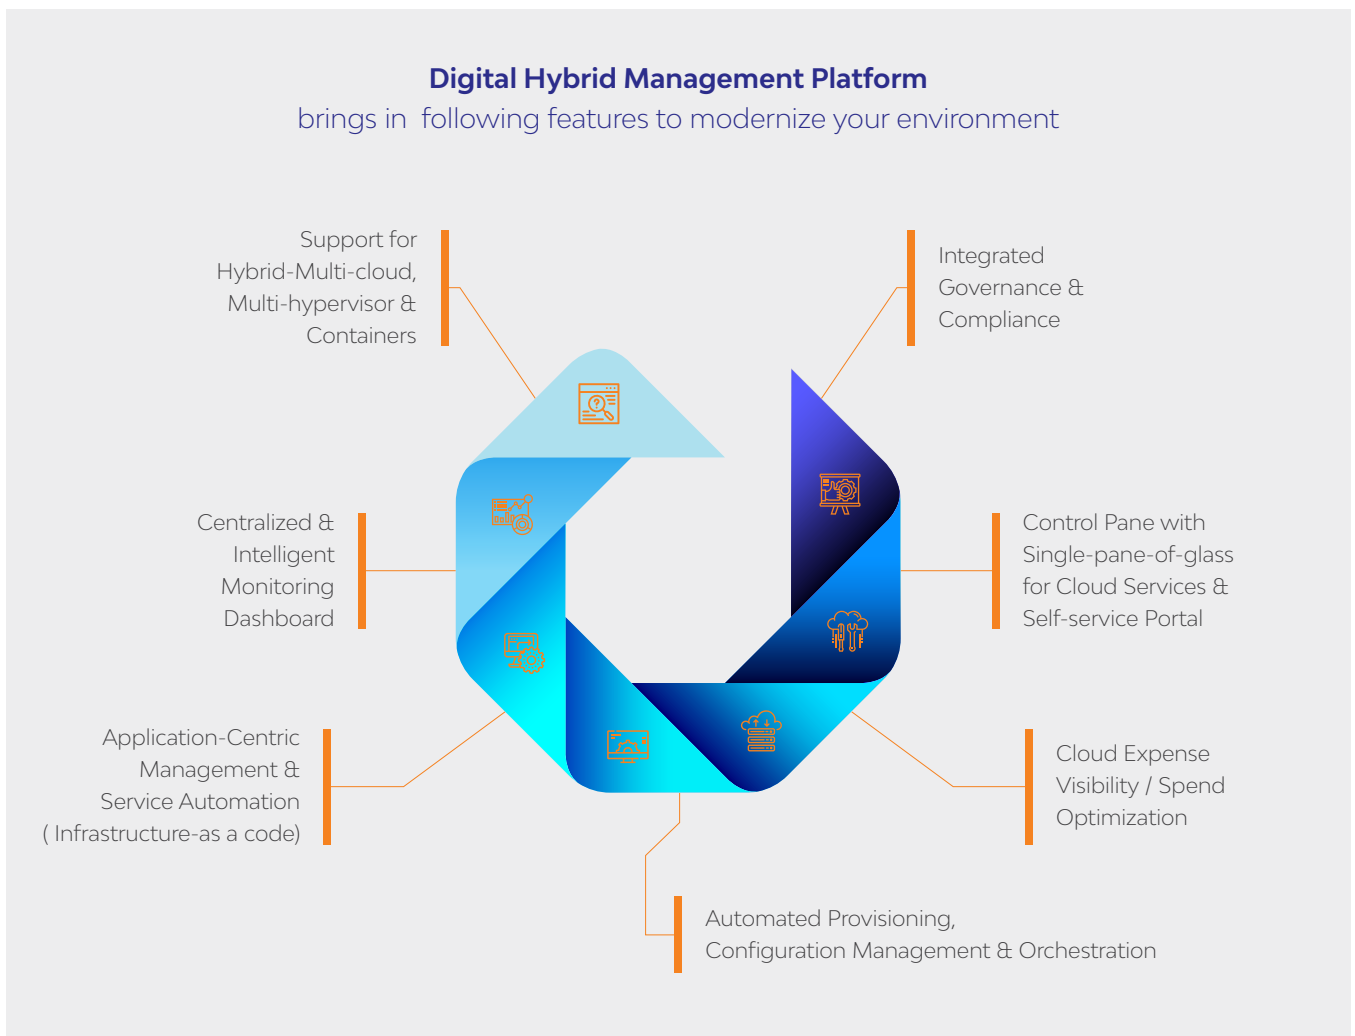 Digital Hybrid Management Platform
brings in following features to modernize your environment
Support for
Hybrid-Multi-cloud,
Multi-hypervisor &
Containers
Integrated
Governance &
Compliance
Centralized &
Intelligent
Monitoring
Dashboard
Control Pane with
Single-pane-of-glass
for Cloud Services &
Self-service Portal
Application-Centric
Management &
Service Automation
( Infrastructure-as a code)
Cloud Expense
Visibility / Spend
Optimization
Automated Provisioning,
Configuration Management & Orchestration